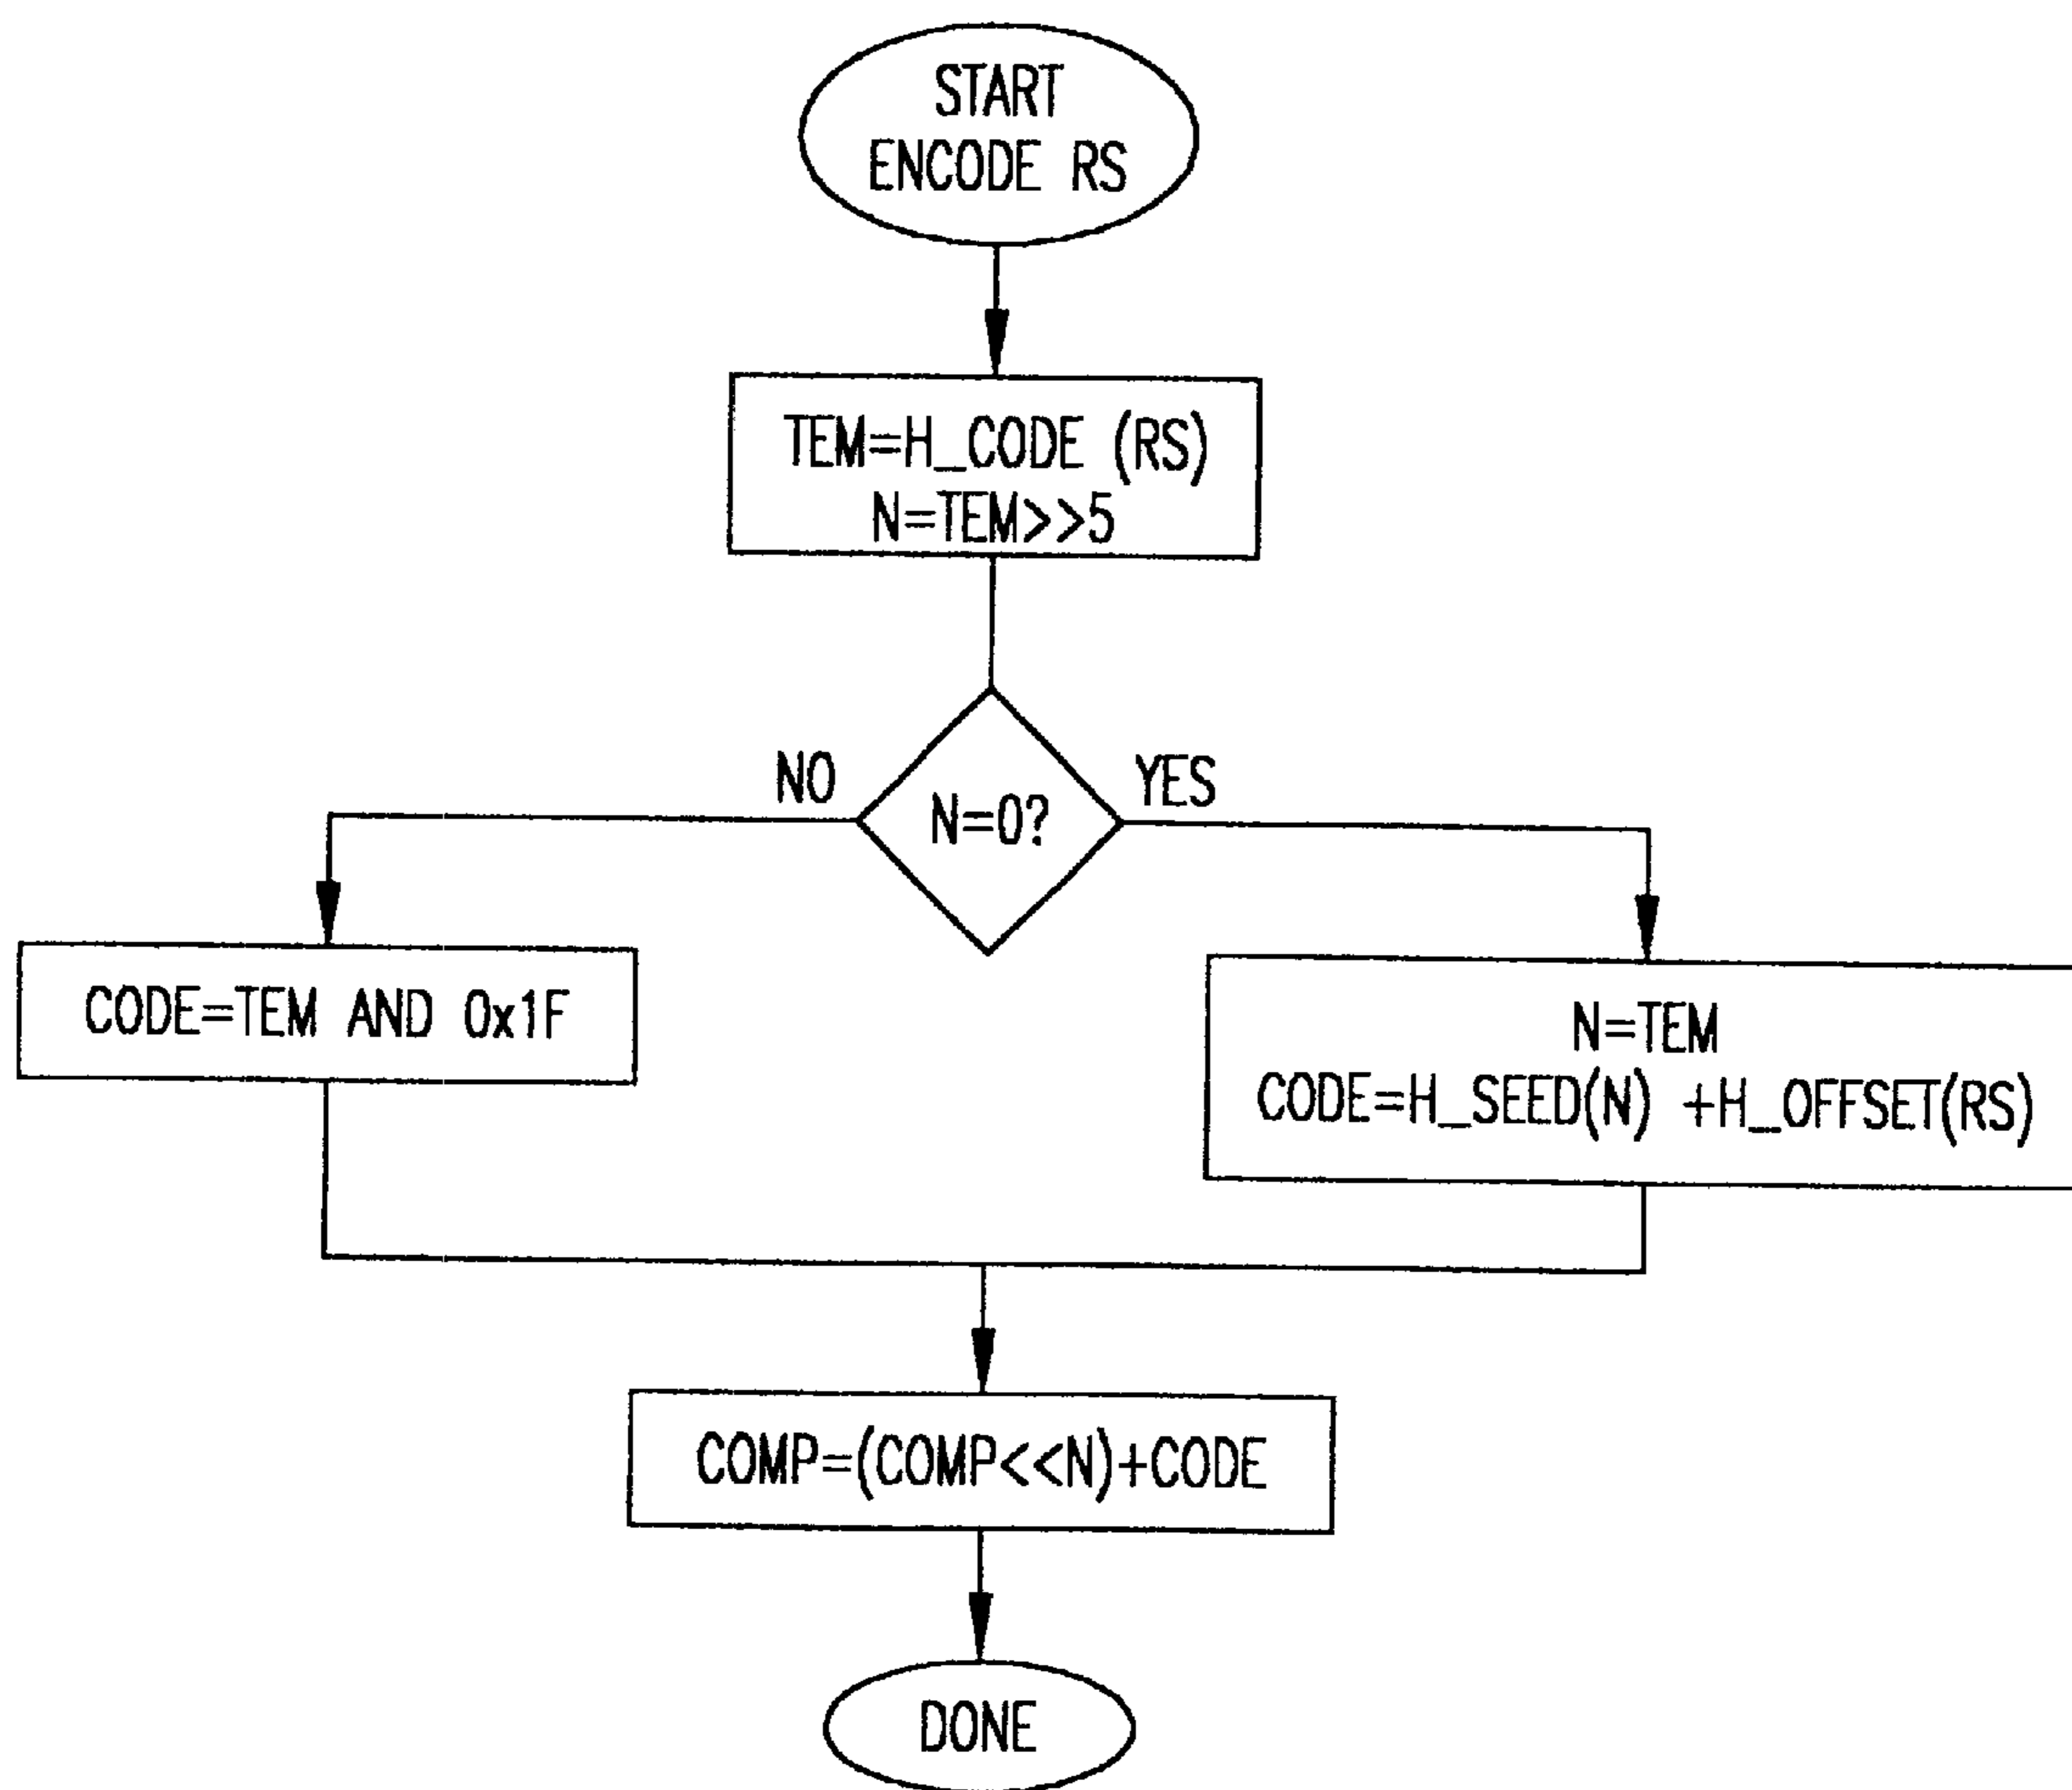 START
ENCODE RS
TEM=H_CODE (RS)
N=TEM>>5
NO
YES
N=0?
CODE=TEM AND 0x1F
N=TEM
CODE=H_SEED(N) +H_OFFSET(RS)
COMP=(COMP<<N)+CODE
DONE